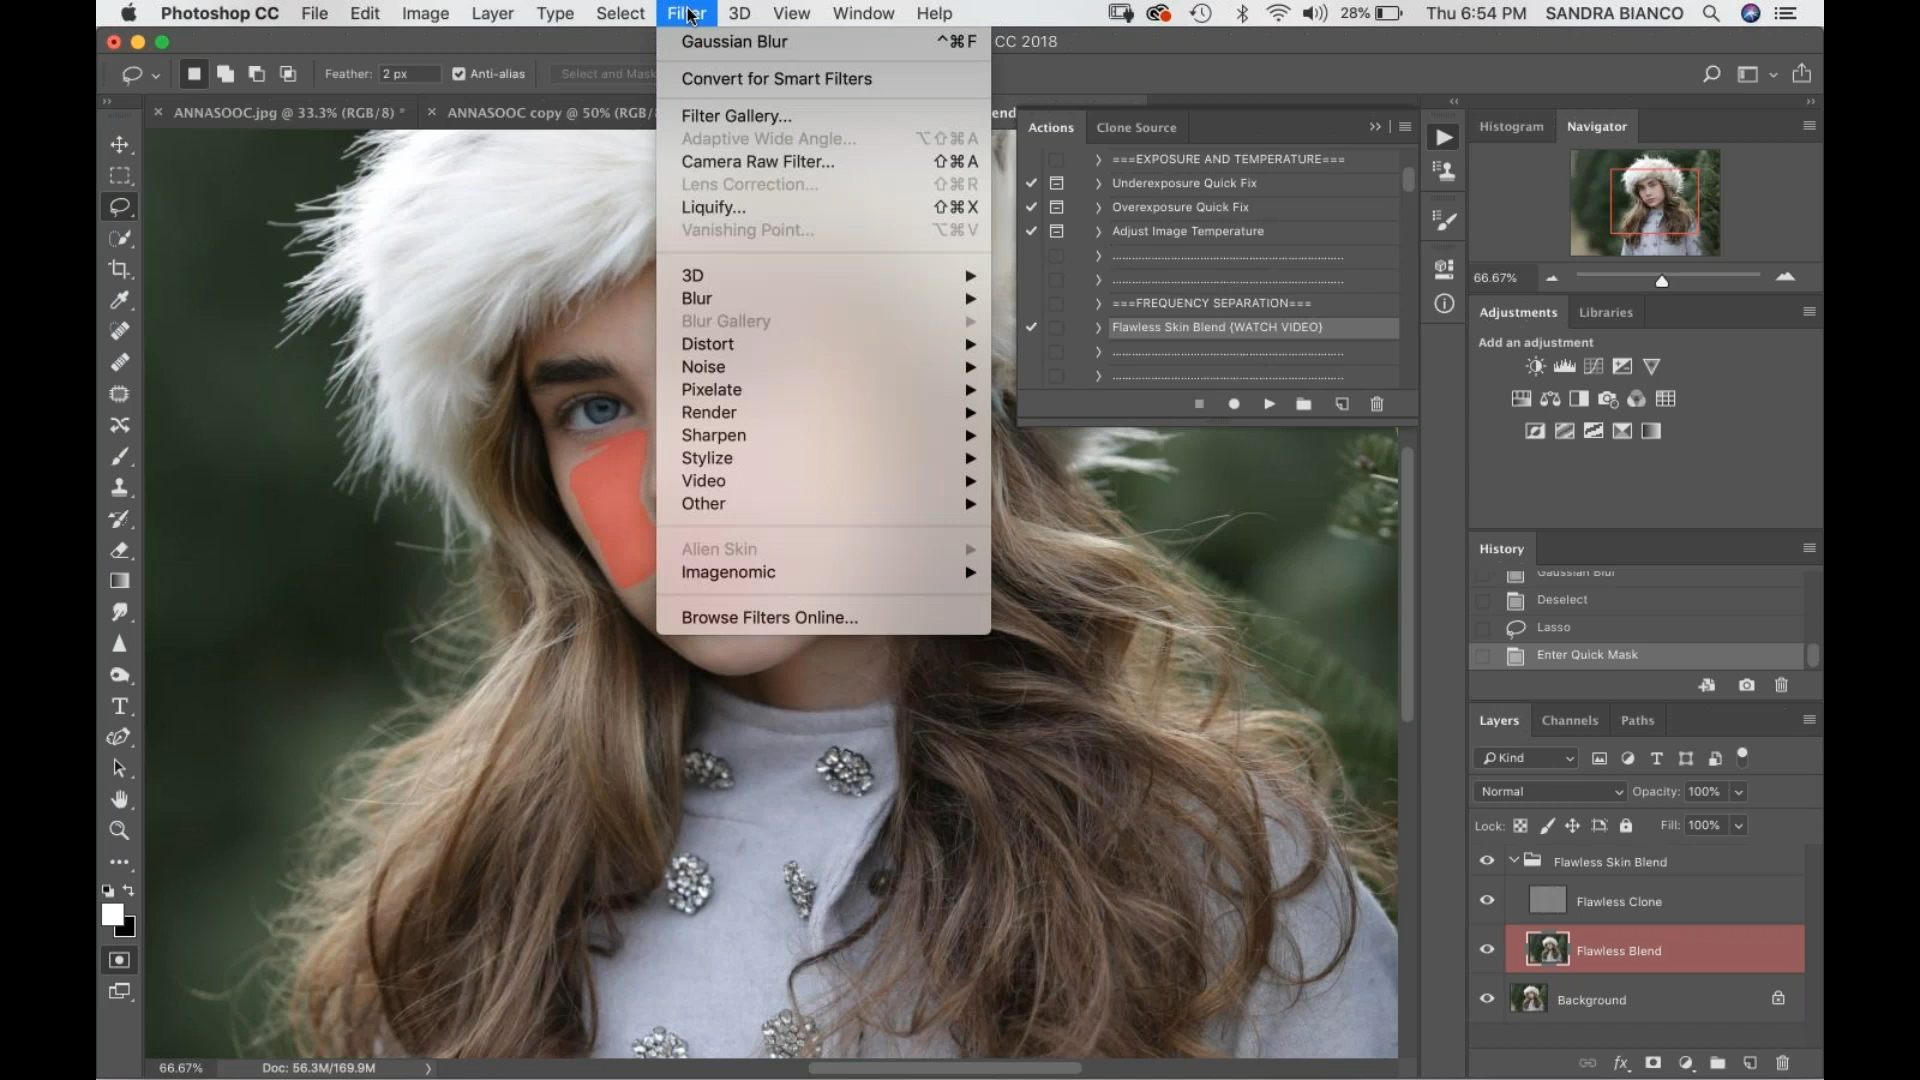 Photoshop CC File Edit Image Layer Type Select Filter 3D View Window Help 28% Thu 6:54 PM SANDRA BIANCO
CC 2018
Feather: 2 px Anti-alias Select and Mask
ANNASOOC.jpg @ 33.3% (RGB/8) * ANNASOOC copy @ 50% (RGB/
Gaussian Blur ^⌘F
Convert for Smart Filters
Filter Gallery...
Adaptive Wide Angle... ⌥⇧⌘A
Camera Raw Filter... ⇧⌘A
Lens Correction... ⇧⌘R
Liquify... ⇧⌘X
Vanishing Point... ⌥⌘V
3D
Blur
Blur Gallery
Distort
Noise
Pixelate
Render
Sharpen
Stylize
Video
Other
Alien Skin
Imagenomic
Browse Filters Online...
Actions Clone Source
===EXPOSURE AND TEMPERATURE===
Underexposure Quick Fix
Overexposure Quick Fix
Adjust Image Temperature
===FREQUENCY SEPARATION===
Flawless Skin Blend {WATCH VIDEO}
Histogram Navigator
66.67%
Adjustments Libraries
Add an adjustment
History
Gaussian Blur
Deselect
Lasso
Enter Quick Mask
Layers Channels Paths
Kind
Normal Opacity: 100%
Lock: Fill: 100%
Flawless Skin Blend
Flawless Clone
Flawless Blend
Background
fx
66.67% Doc: 56.3M/169.9M